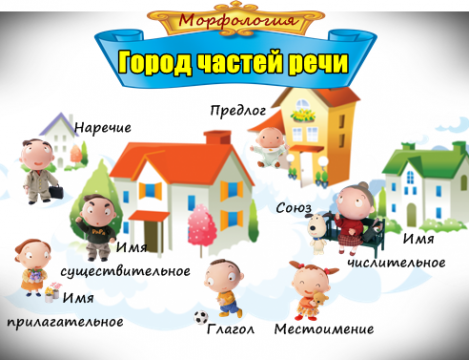 Морфология
Город частей речи
Предлог
Наречие
Союз
Имя
существительное
Имя
числительное
Имя
прилагательное
Глагол
Местоимение